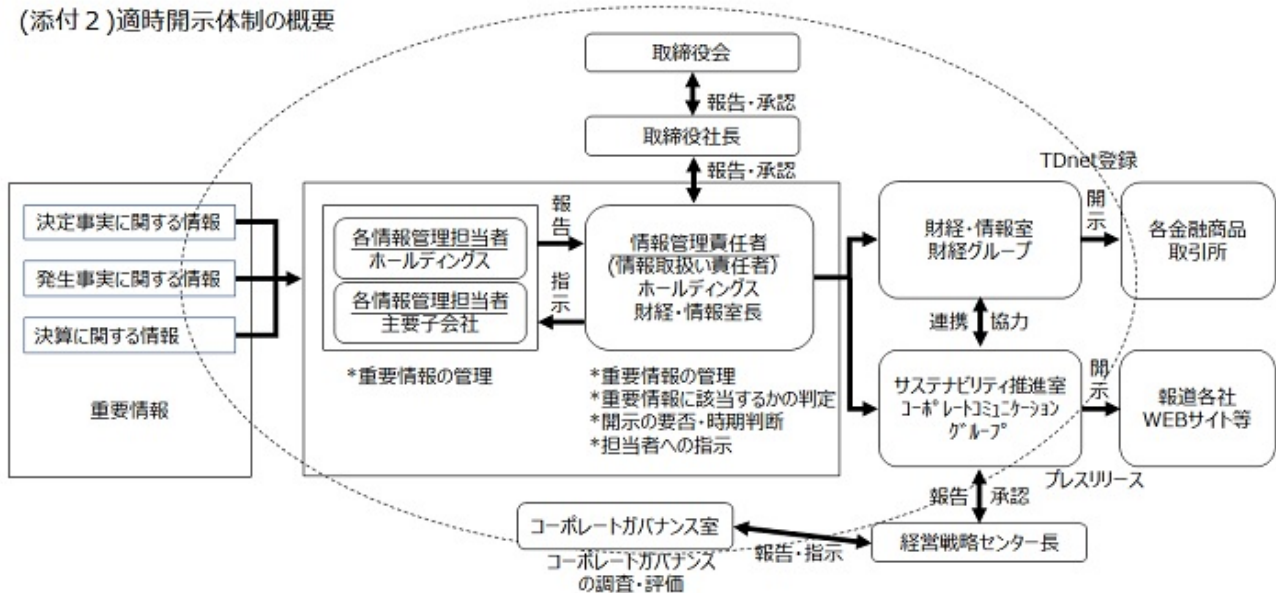 (添付２)適時開示体制の概要
取締役会
報告・承認
取締役社長
報告・承認
決定事実に関する情報
発生事実に関する情報
決算に関する情報
重要情報
各情報管理担当者
ホールディングス
各情報管理担当者
主要子会社
*重要情報の管理
報告
指示
情報管理責任者
(情報取扱い責任者)
ホールディングス
財経・情報室長
*重要情報の管理
*重要情報に該当するかの判定
*開示の要否・時期判断
*担当者への指示
財経・情報室
財経グループ
連携 協力
サステナビリティ推進室
ｺｰﾎﾟﾚｰﾄｺﾐｭﾆｹｰｼｮﾝ
ｸﾞﾙｰﾌﾟ
TDnet登録
開示
各金融商品
取引所
開示
報道各社
WEBサイト等
プレスリリース
報告 承認
経営戦略センター長
報告・指示
コーポレートガバナンス室
コーポレートガバナンス
の調査・評価